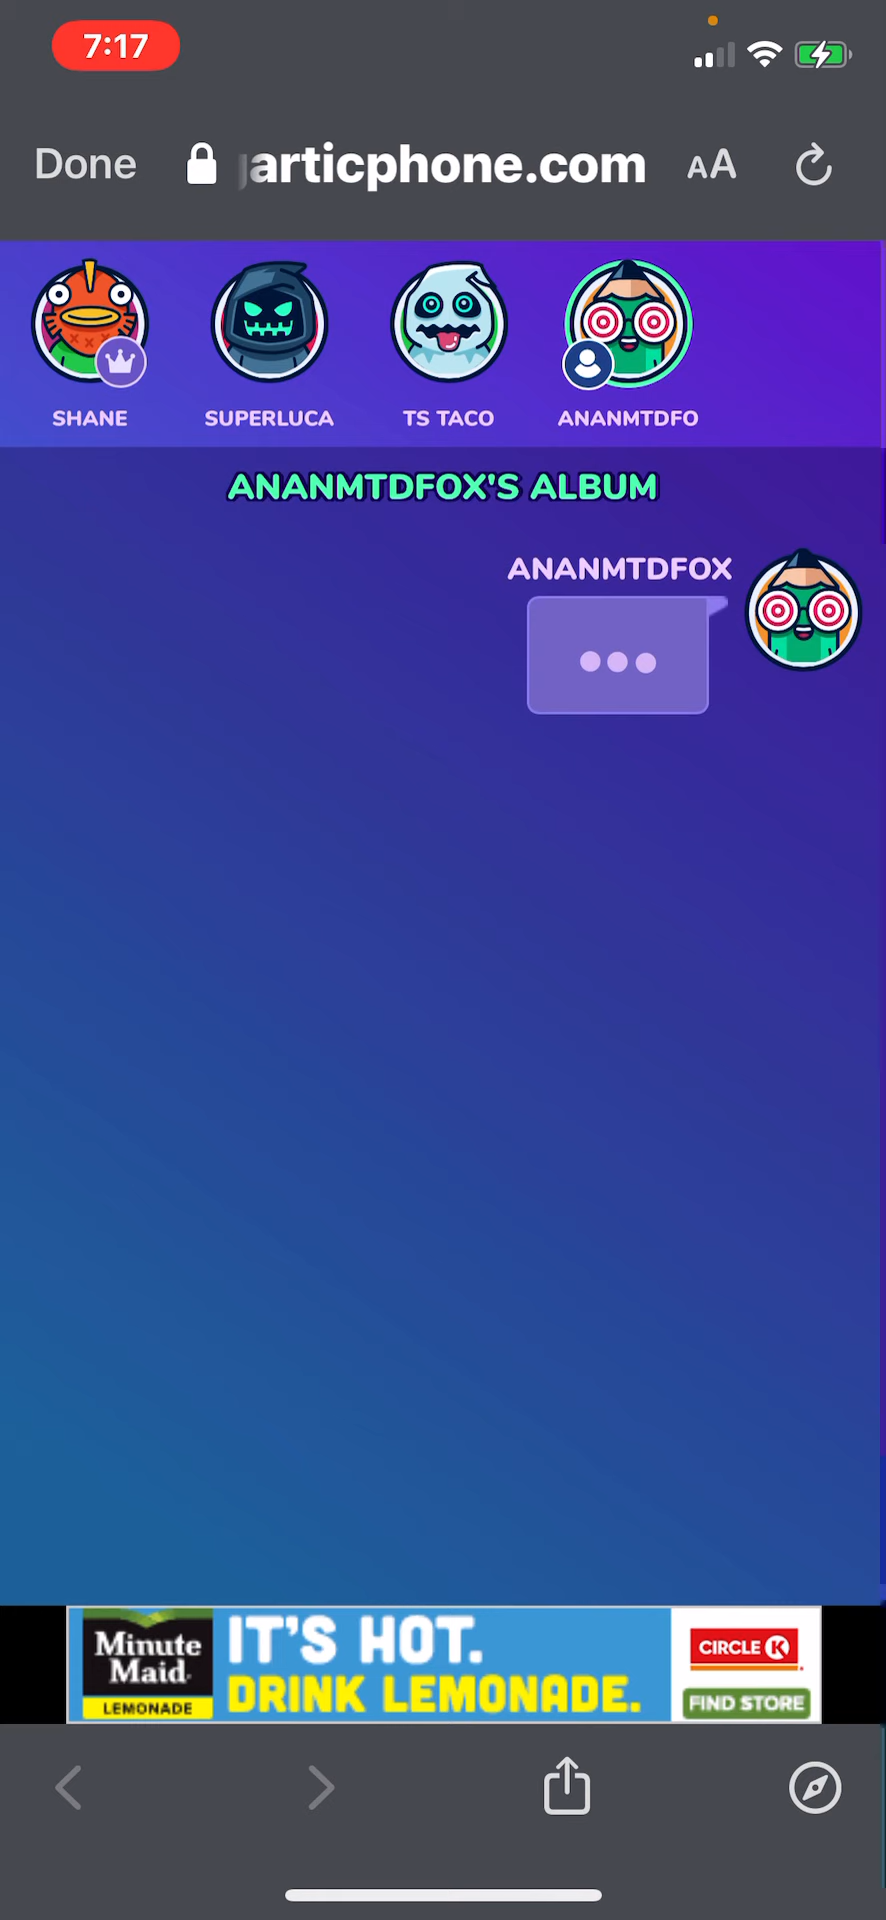 7:17
Done
articphone.com
AA
SHANE
SUPERLUCA
TS TACO
ANANMTDFO
ANANMTDFOX'S ALBUM
ANANMTDFOX
Minute
Maid
LEMONADE
IT'S HOT.
DRINK LEMONADE.
CIRCLE K
FIND STORE